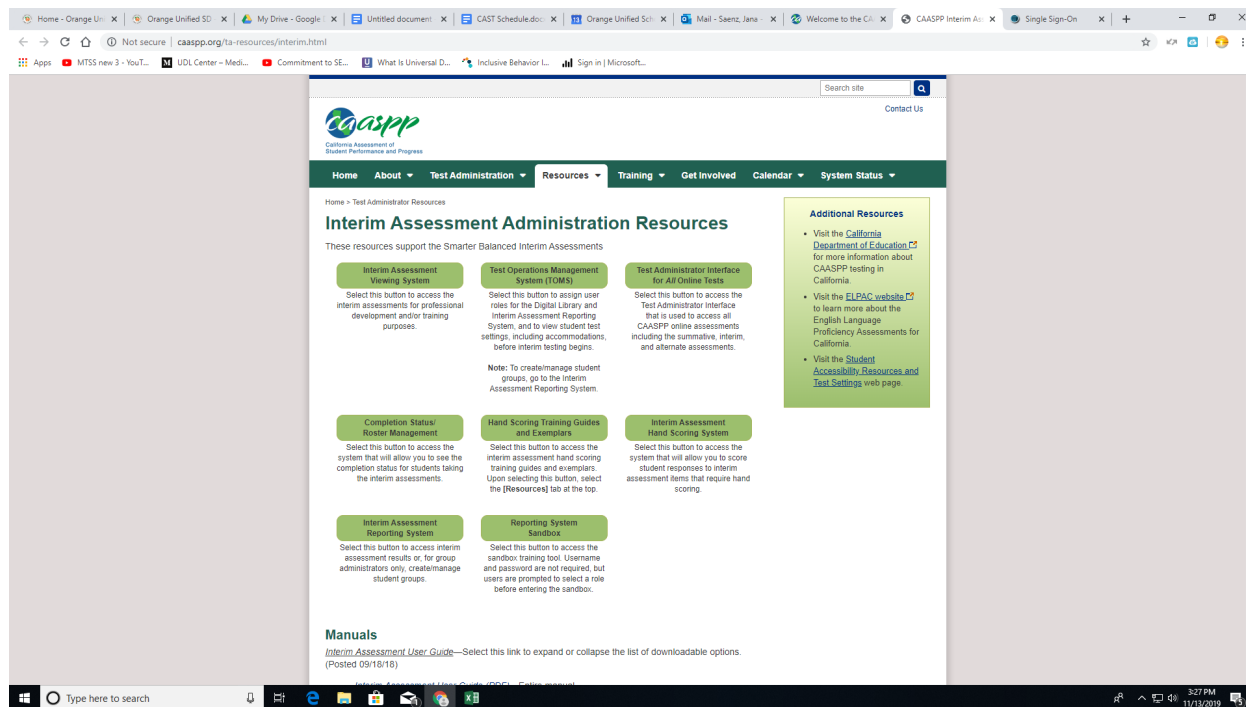 Home - Orange Uni
Orange Unified SD
My Drive - Google
Untitled document
CAST Schedule.doc
Orange Unified Sch
Mail - Saenz, Jana -
Welcome to the CA
CAASPP Interim As
Single Sign-On
Not secure | caaspp.org/ta-resources/interim.html
Apps
MTSS new 3 - YouT...
UDL Center – Medi...
Commitment to SE...
What Is Universal D...
Inclusive Behavior I...
Sign in | Microsoft...
Search site
Contact Us
caaspp
California Assessment of
Student Performance and Progress
Home About Test Administration Resources Training Get Involved Calendar System Status
Home > Test Administrator Resources
Interim Assessment Administration Resources
These resources support the Smarter Balanced Interim Assessments
Interim Assessment
Viewing System
Select this button to access the
interim assessments for professional
development and/or training
purposes.
Test Operations Management
System (TOMS)
Select this button to assign user
roles for the Digital Library and
Interim Assessment Reporting
System, and to view student test
settings, including accommodations,
before interim testing begins.
Note: To create/manage student
groups, go to the Interim
Assessment Reporting System.
Test Administrator Interface
for All Online Tests
Select this button to access the
Test Administrator Interface
that is used to access all
CAASPP online assessments
including the summative, interim,
and alternate assessments.
Completion Status/
Roster Management
Select this button to access the
system that will allow you to see the
completion status for students taking
the interim assessments.
Hand Scoring Training Guides
and Exemplars
Select this button to access the
interim assessment hand scoring
training guides and exemplars.
Upon selecting this button, select
the [Resources] tab at the top.
Interim Assessment
Hand Scoring System
Select this button to access the
system that will allow you to score
student responses to interim
assessment items that require hand
scoring.
Interim Assessment
Reporting System
Select this button to access interim
assessment results or, for group
administrators only, create/manage
student groups.
Reporting System
Sandbox
Select this button to access the
sandbox training tool. Username
and password are not required, but
users are prompted to select a role
before entering the sandbox.
Additional Resources
• Visit the California
Department of Education
for more information about
CAASPP testing in
California.
• Visit the ELPAC website
to learn more about the
English Language
Proficiency Assessments for
California.
• Visit the Student
Accessibility Resources and
Test Settings web page.
Manuals
Interim Assessment User Guide—Select this link to expand or collapse the list of downloadable options.
(Posted 09/18/18)
Interim Assessment User Guide (PDF)—Entire manual
Type here to search
3:27 PM
11/13/2019